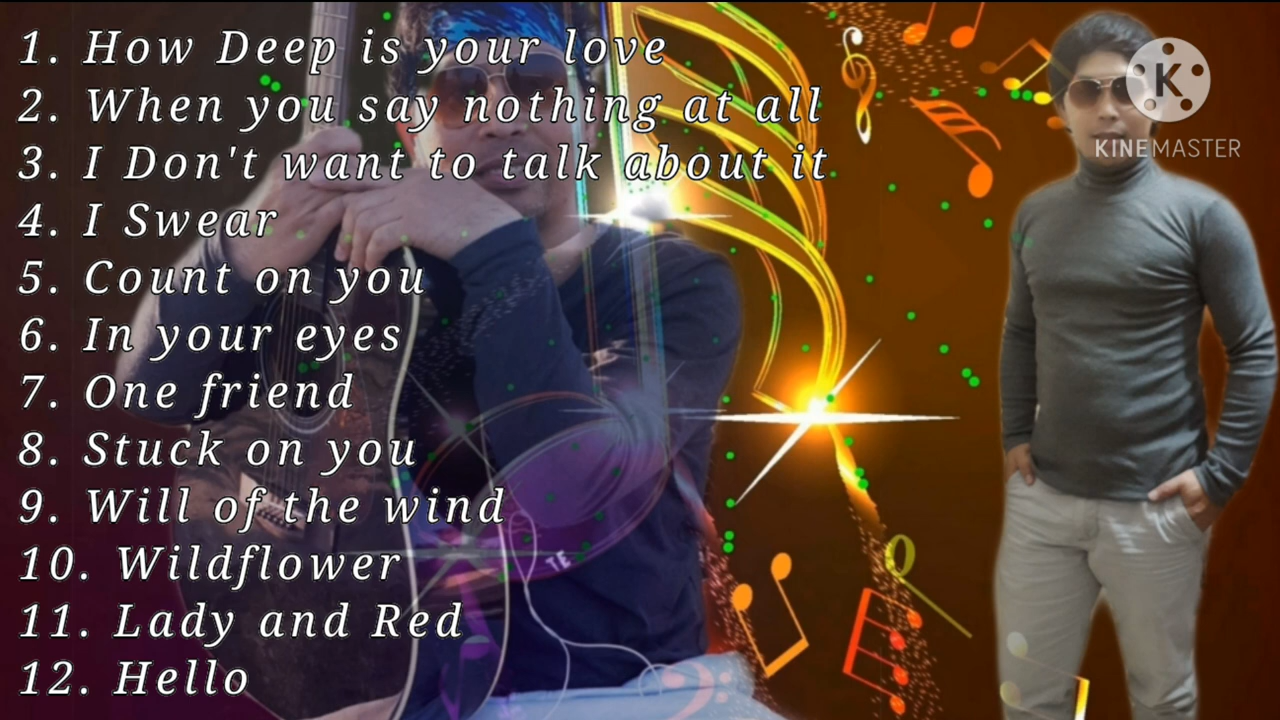 1. How Deep is your love
2. When you say nothing at all
3. I Don't want to talk about it
4. I Swear
5. Count on you
6. In your eyes
7. One friend
8. Stuck on you
9. Will of the wind
10. Wildflower
11. Lady and Red
12. Hello
K
KINEMASTER
TE